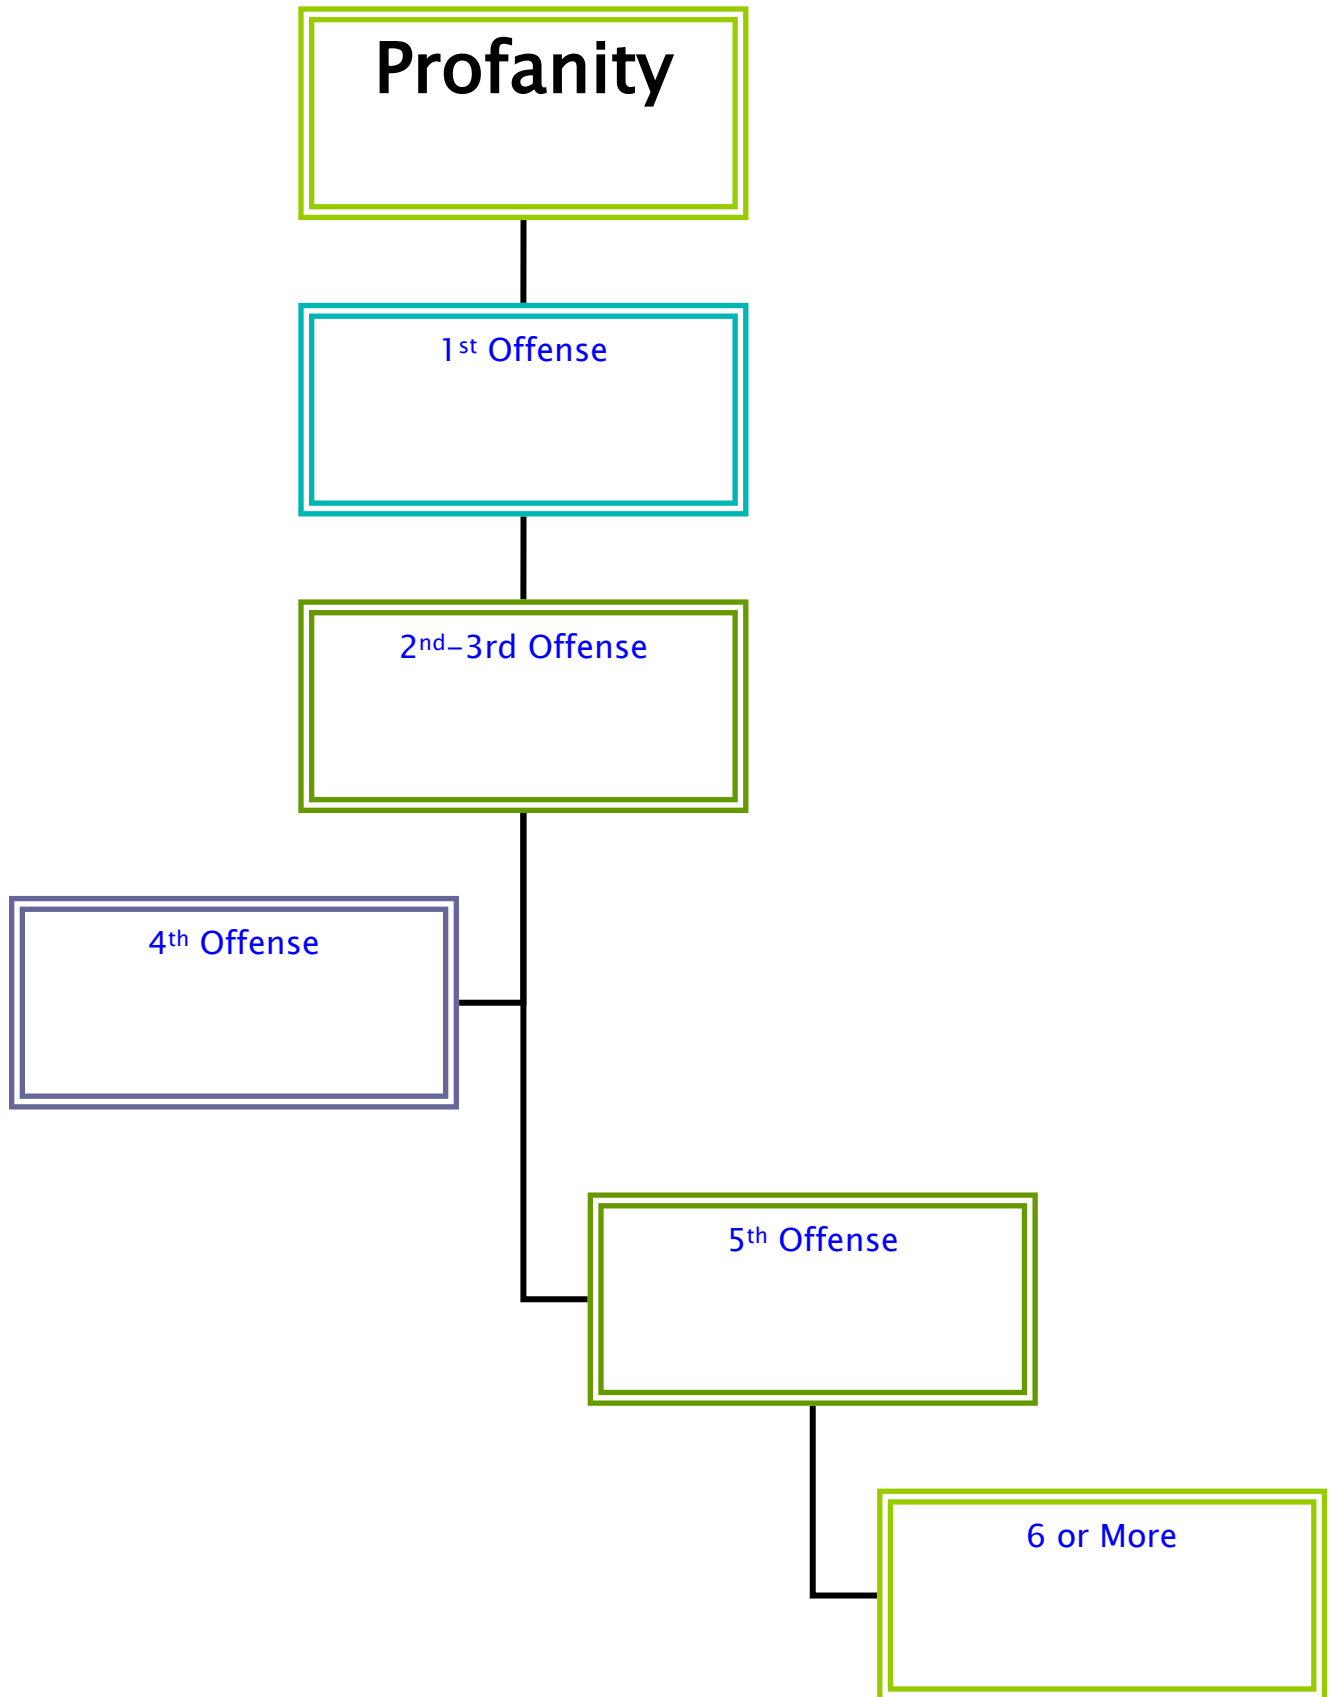 Profanity
1st Offense
2nd–3rd Offense
4th Offense
5th Offense
6 or More